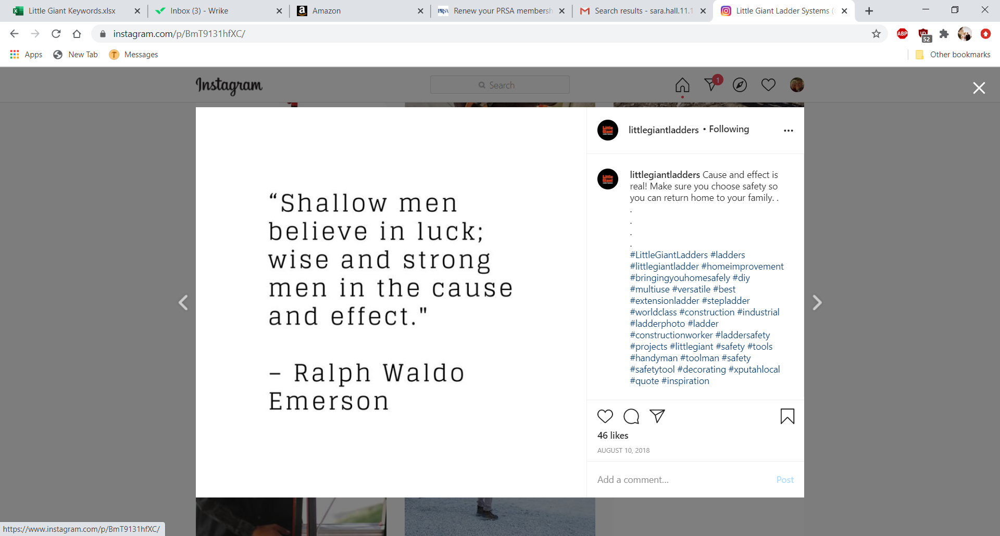 Little Giant Keywords.xlsx
Inbox (3) - Wrike
Amazon
Renew your PRSA membersh
Search results - sara.hall.11.1
Little Giant Ladder Systems (
instagram.com/p/BmT9131hfXC/
ABP
52
Apps
New Tab
Messages
Other bookmarks
Instagram
Search
1
“Shallow men
believe in luck;
wise and strong
men in the cause
and effect."
– Ralph Waldo
Emerson
littlegiantladders • Following
littlegiantladders Cause and effect is
real! Make sure you choose safety so
you can return home to your family. .
.
.
.
.
#LittleGiantLadders #ladders
#littlegiantladder #homeimprovement
#bringingyouhomesafely #diy
#multiuse #versatile #best
#extensionladder #stepladder
#worldclass #construction #industrial
#ladderphoto #ladder
#constructionworker #laddersafety
#projects #littlegiant #safety #tools
#handyman #toolman #safety
#safetytool #decorating #xputahlocal
#quote #inspiration
46 likes
AUGUST 10, 2018
Add a comment...
Post
https://www.instagram.com/p/BmT9131hfXC/